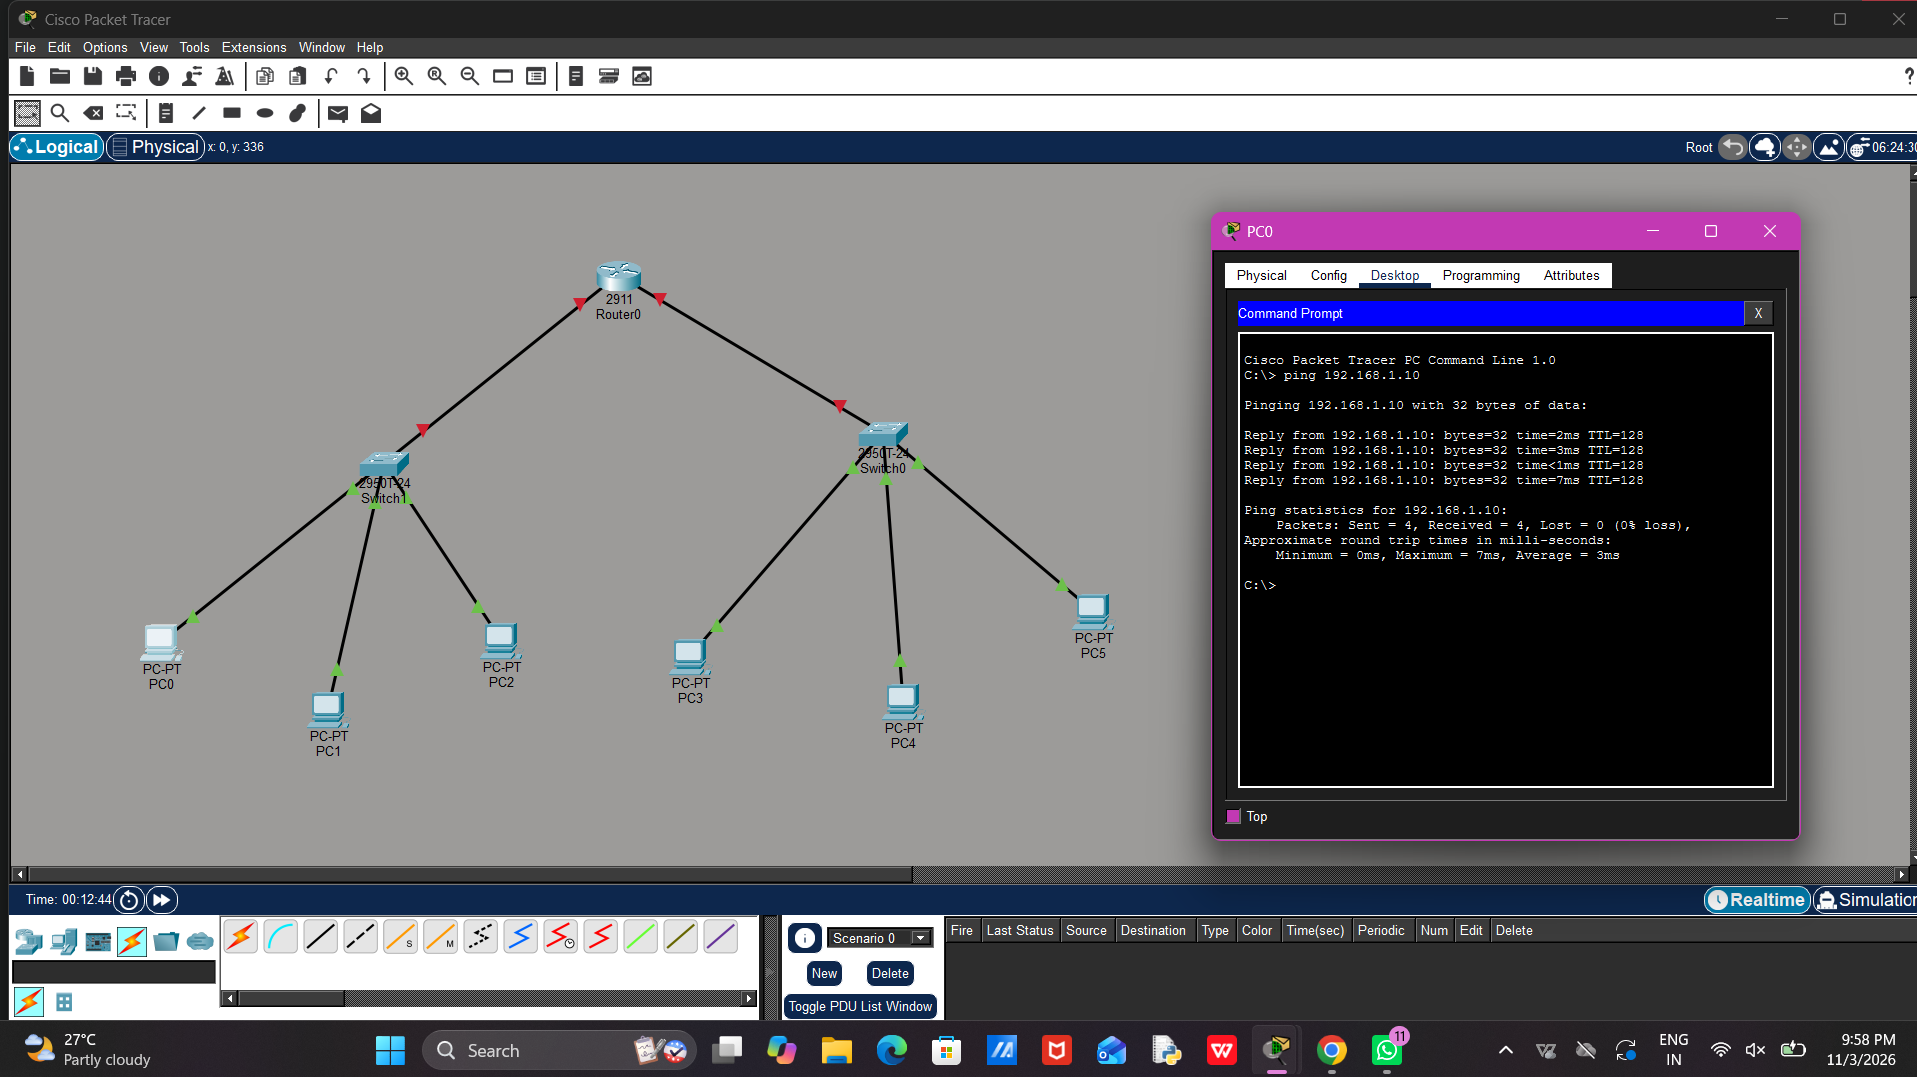 Cisco Packet Tracer
File Edit Options View Tools Extensions Window Help
?
Logical Physical x: 0, y: 336
Root 06:24:30
2911
Router0
2950T-24
Switch1
2950T-24
Switch0
PC-PT
PC0
PC-PT
PC1
PC-PT
PC2
PC-PT
PC3
PC-PT
PC4
PC-PT
PC5
PC0
Physical Config Desktop Programming Attributes
Command Prompt X
Cisco Packet Tracer PC Command Line 1.0
C:\> ping 192.168.1.10
Pinging 192.168.1.10 with 32 bytes of data:
Reply from 192.168.1.10: bytes=32 time=2ms TTL=128
Reply from 192.168.1.10: bytes=32 time=3ms TTL=128
Reply from 192.168.1.10: bytes=32 time<1ms TTL=128
Reply from 192.168.1.10: bytes=32 time=7ms TTL=128
Ping statistics for 192.168.1.10:
Packets: Sent = 4, Received = 4, Lost = 0 (0% loss),
Approximate round trip times in milli-seconds:
Minimum = 0ms, Maximum = 7ms, Average = 3ms
C:\>
Top
Time: 00:12:44
Realtime Simulation
S M
Scenario 0
New Delete
Toggle PDU List Window
Fire Last Status Source Destination Type Color Time(sec) Periodic Num Edit Delete
27°C
Partly cloudy
Search
11
ENG
IN
9:58 PM
11/3/2026